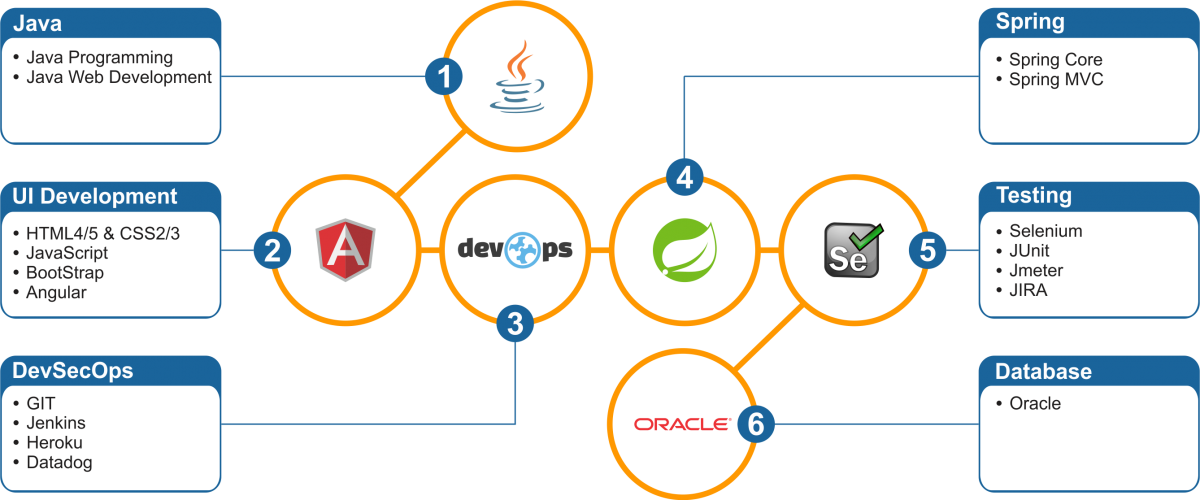 Java
• Java Programming
• Java Web Development
1
UI Development
• HTML4/5 & CSS2/3
• JavaScript
• BootStrap
• Angular
2
A
DevSecOps
• GIT
• Jenkins
• Heroku
• Datadog
3
devops
4
Spring
• Spring Core
• Spring MVC
Se
5
Testing
• Selenium
• JUnit
• Jmeter
• JIRA
ORACLE®
6
Database
• Oracle